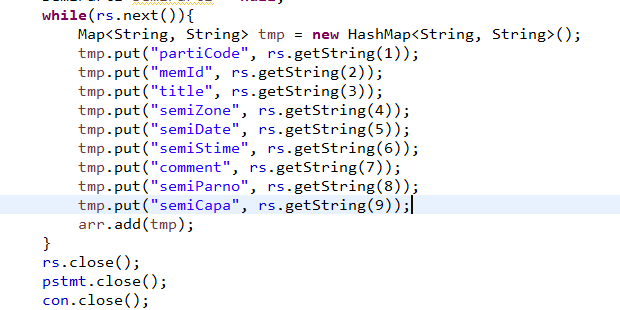 while(rs.next()){
Map<String, String> tmp = new HashMap<String, String>();
tmp.put("partiCode", rs.getString(1));
tmp.put("memId", rs.getString(2));
tmp.put("title", rs.getString(3));
tmp.put("semiZone", rs.getString(4));
tmp.put("semiDate", rs.getString(5));
tmp.put("semiStime", rs.getString(6));
tmp.put("comment", rs.getString(7));
tmp.put("semiParno", rs.getString(8));
tmp.put("semiCapa", rs.getString(9));
arr.add(tmp);
}
rs.close();
pstmt.close();
con.close();